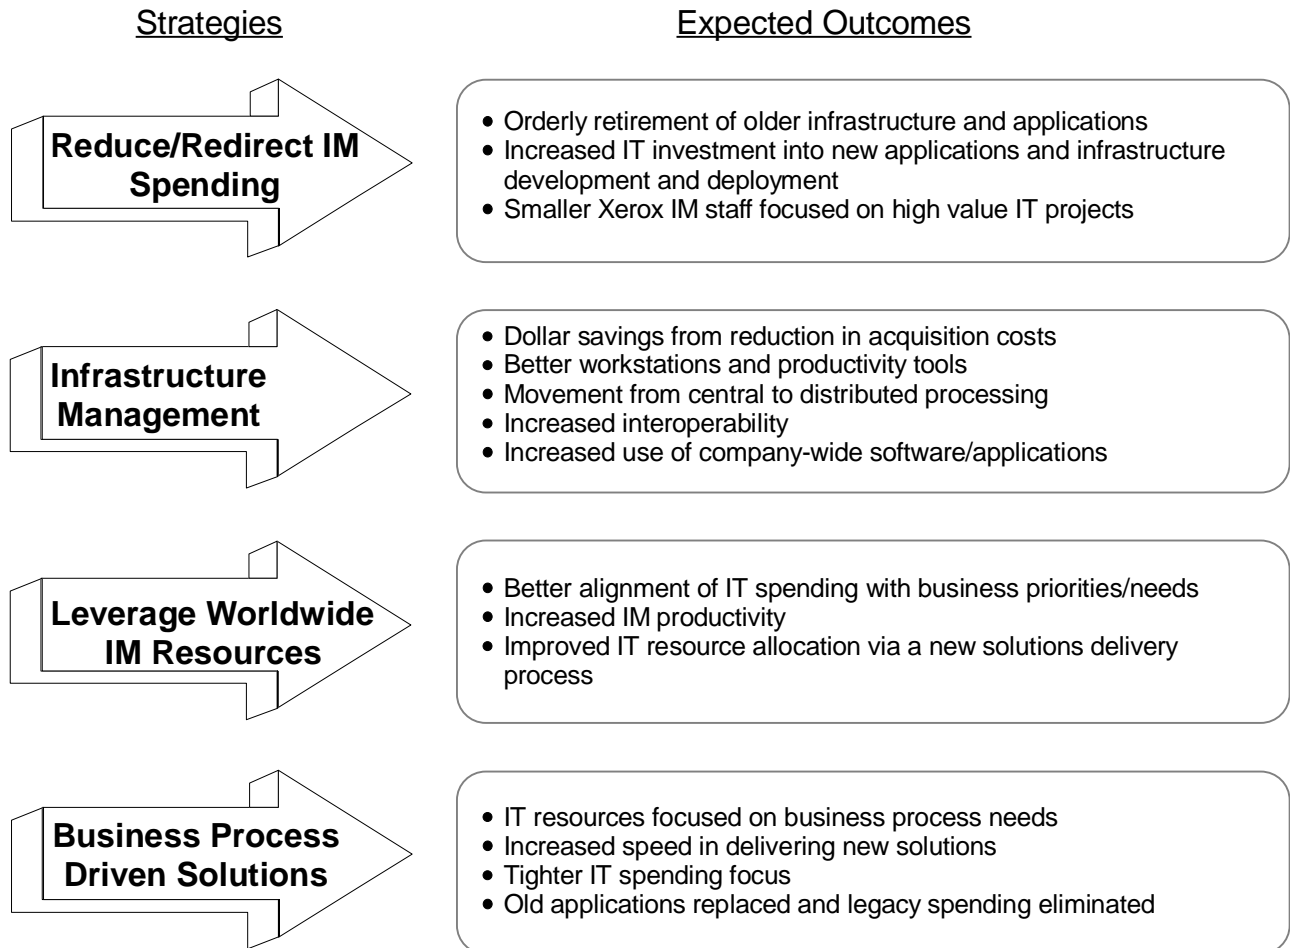 Strategies
Expected Outcomes
Reduce/Redirect IM
Spending
• Orderly retirement of older infrastructure and applications
• Increased IT investment into new applications and infrastructure
development and deployment
• Smaller Xerox IM staff focused on high value IT projects
Infrastructure
Management
• Dollar savings from reduction in acquisition costs
• Better workstations and productivity tools
• Movement from central to distributed processing
• Increased interoperability
• Increased use of company-wide software/applications
Leverage Worldwide
IM Resources
• Better alignment of IT spending with business priorities/needs
• Increased IM productivity
• Improved IT resource allocation via a new solutions delivery
process
Business Process
Driven Solutions
• IT resources focused on business process needs
• Increased speed in delivering new solutions
• Tighter IT spending focus
• Old applications replaced and legacy spending eliminated